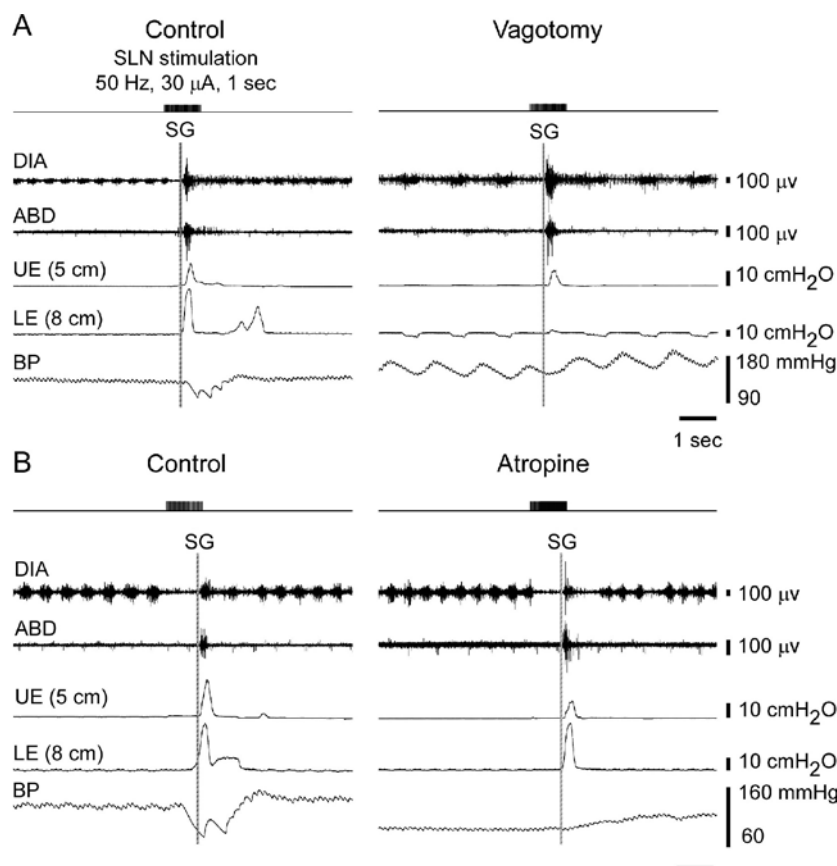 A
Control
Vagotomy
SLN stimulation
50 Hz, 30 μA, 1 sec
SG
SG
DIA
100 μv
ABD
100 μv
UE (5 cm)
10 cmH2O
LE (8 cm)
10 cmH2O
BP
180 mmHg
90
1 sec
B
Control
Atropine
SG
SG
DIA
100 μv
ABD
100 μv
UE (5 cm)
10 cmH2O
LE (8 cm)
10 cmH2O
BP
160 mmHg
60